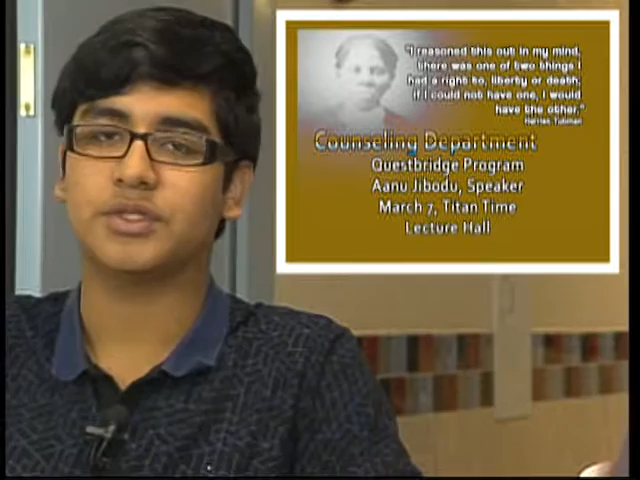 "I reasoned this out in my mind,
there was one of two things I
had a right to, liberty or death;
if I could not have one, I would
have the other."
Harriet Tubman
Counseling Department
Questbridge Program
Aanu Jibodu, Speaker
March 7, Titan Time
Lecture Hall